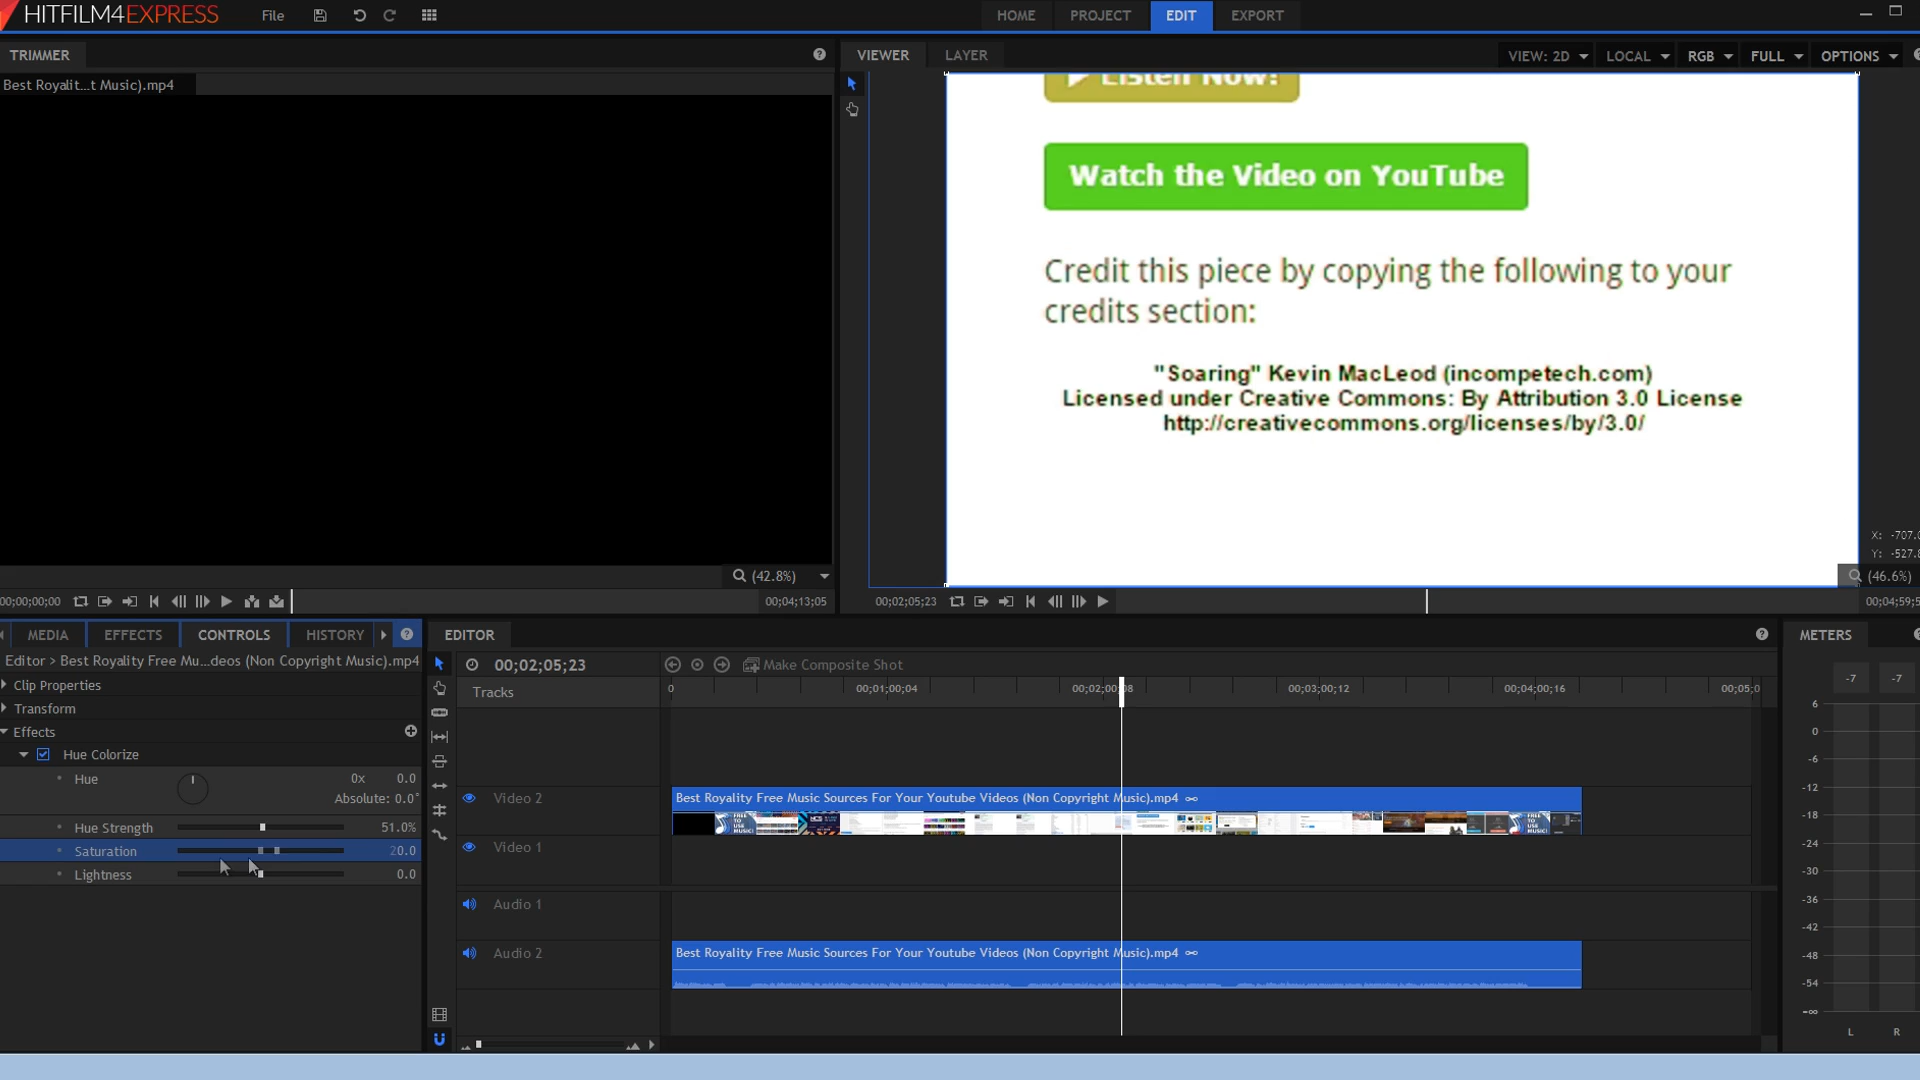 HITFILM4EXPRESS File HOME PROJECT EDIT EXPORT
TRIMMER
Best Royalit...t Music).mp4
(42.8%)
00;00;00;00 00;04;13;05
VIEWER LAYER VIEW: 2D LOCAL RGB FULL OPTIONS
Listen Now!
Watch the Video on YouTube
Credit this piece by copying the following to your
credits section:
"Soaring" Kevin MacLeod (incompetech.com)
Licensed under Creative Commons: By Attribution 3.0 License
http://creativecommons.org/licenses/by/3.0/
X: -707.
Y: -527.
(46.6%)
00;02;05;23 00;04;59;5
MEDIA EFFECTS CONTROLS HISTORY
Editor > Best Royality Free Mu...deos (Non Copyright Music).mp4
Clip Properties
Transform
Effects
Hue Colorize
Hue 0x 0.0
Absolute: 0.0°
Hue Strength 51.0%
Saturation 20.0
Lightness 0.0
EDITOR
00;02;05;23 Make Composite Shot
Tracks 0 00;01;00;04 00;02;00;08 00;03;00;12 00;04;00;16 00;05;0
Video 2 Best Royality Free Music Sources For Your Youtube Videos (Non Copyright Music).mp4
Video 1
Audio 1
Audio 2 Best Royality Free Music Sources For Your Youtube Videos (Non Copyright Music).mp4
METERS
-7 -7
6
0
-6
-12
-18
-24
-30
-36
-42
-48
-54
-∞
L R